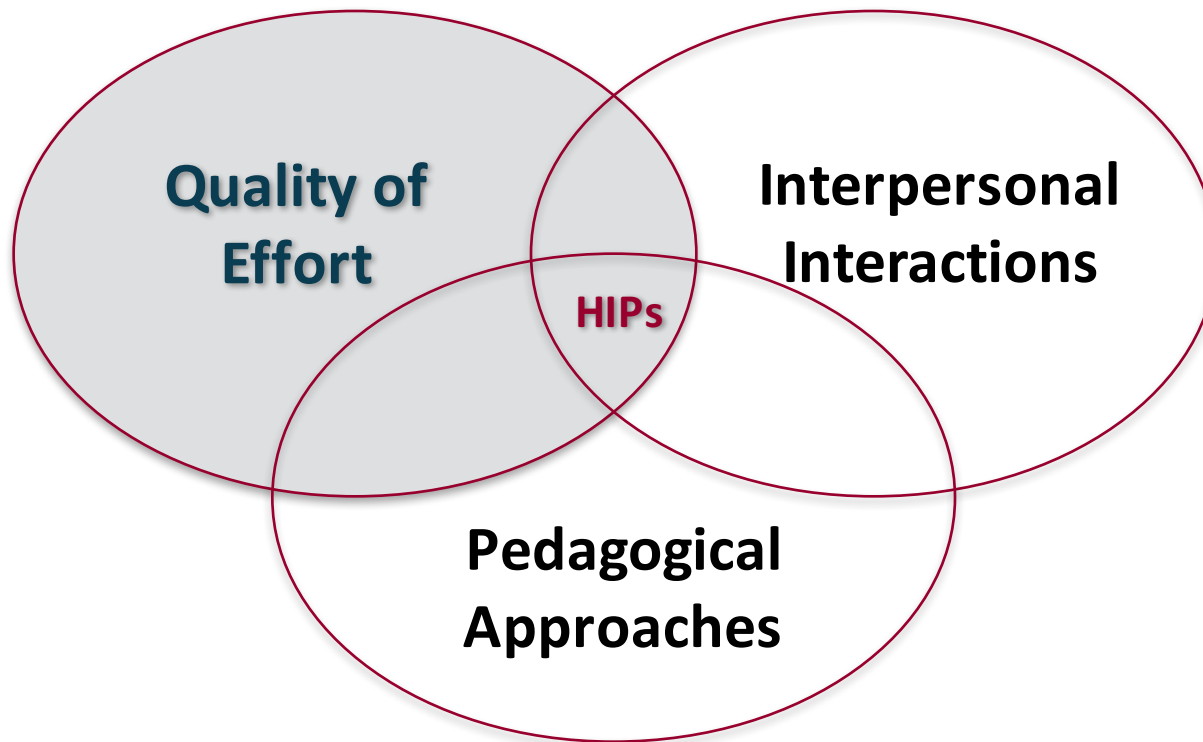 Quality of
Effort
Interpersonal
Interactions
HIPs
Pedagogical
Approaches